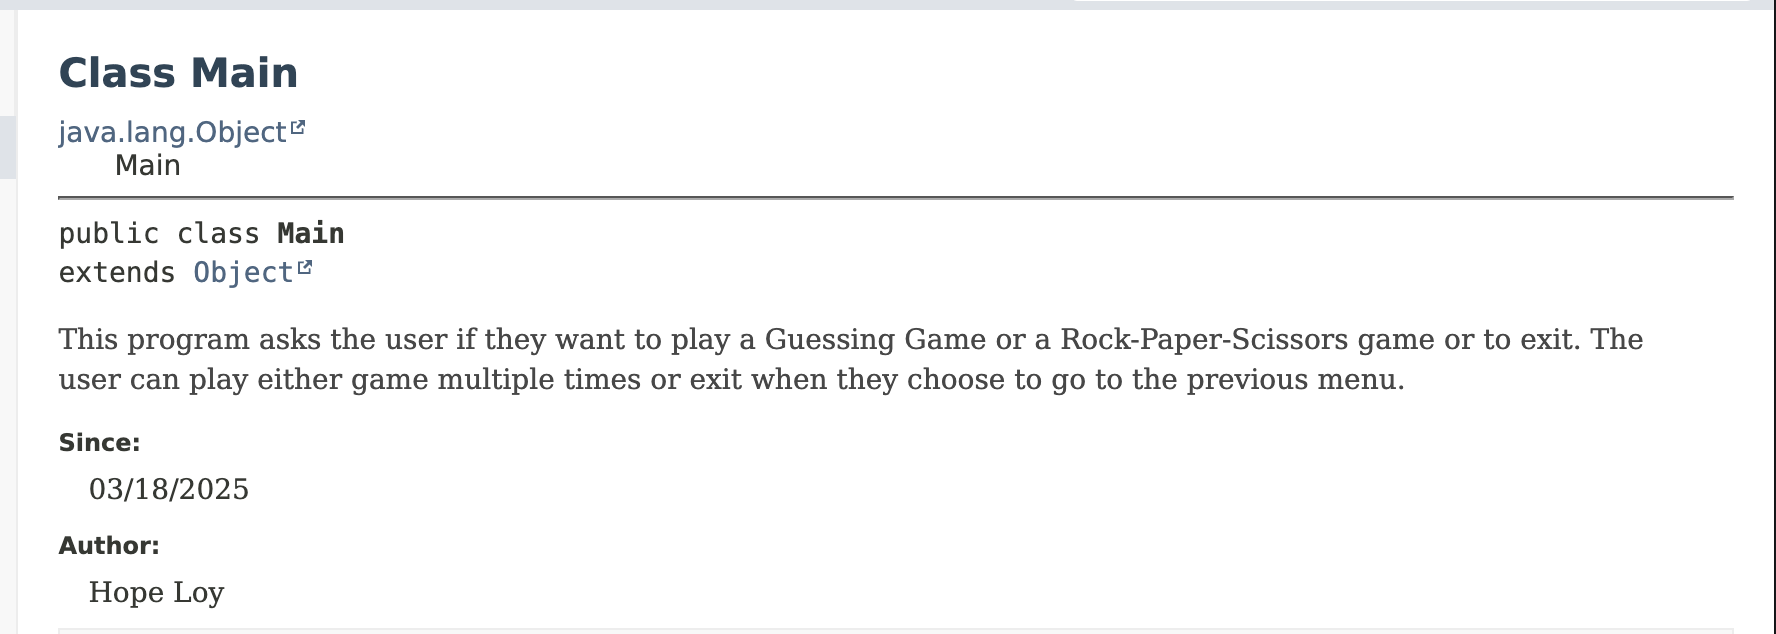 Class Main
java.lang.Object
Main
public class Main
extends Object
This program asks the user if they want to play a Guessing Game or a Rock-Paper-Scissors game or to exit. The
user can play either game multiple times or exit when they choose to go to the previous menu.
Since:
03/18/2025
Author:
Hope Loy